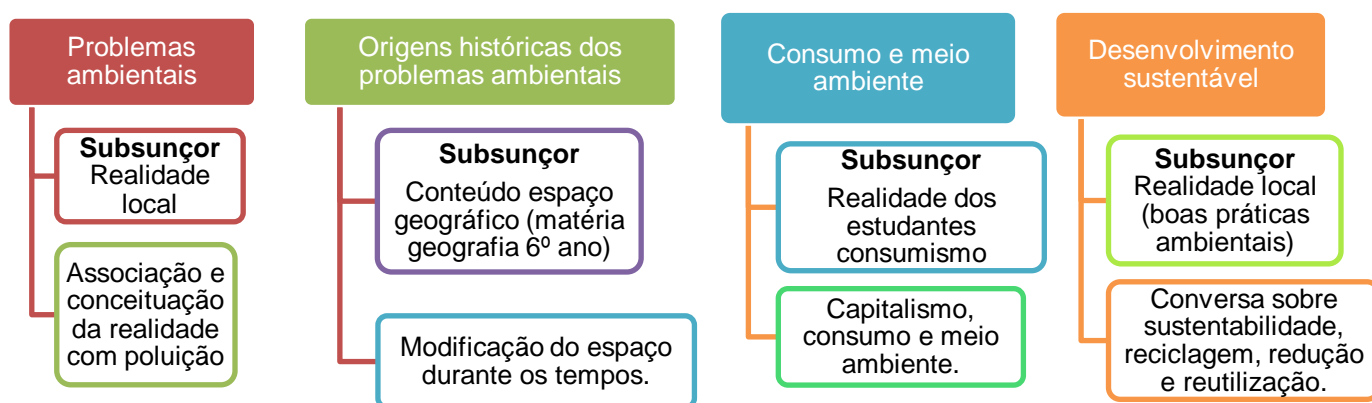 Problemas
ambientais
Subsunçor
Realidade
local
Associação e
conceituação
da realidade
com poluição
Origens históricas dos
problemas ambientais
Subsunçor
Conteúdo espaço
geográfico (matéria
geografia 6º ano)
Modificação do espaço
durante os tempos.
Consumo e meio
ambiente
Subsunçor
Realidade dos
estudantes
consumismo
Capitalismo,
consumo e meio
ambiente.
Desenvolvimento
sustentável
Subsunçor
Realidade local
(boas práticas
ambientais)
Conversa sobre
sustentabilidade,
reciclagem, redução
e reutilização.